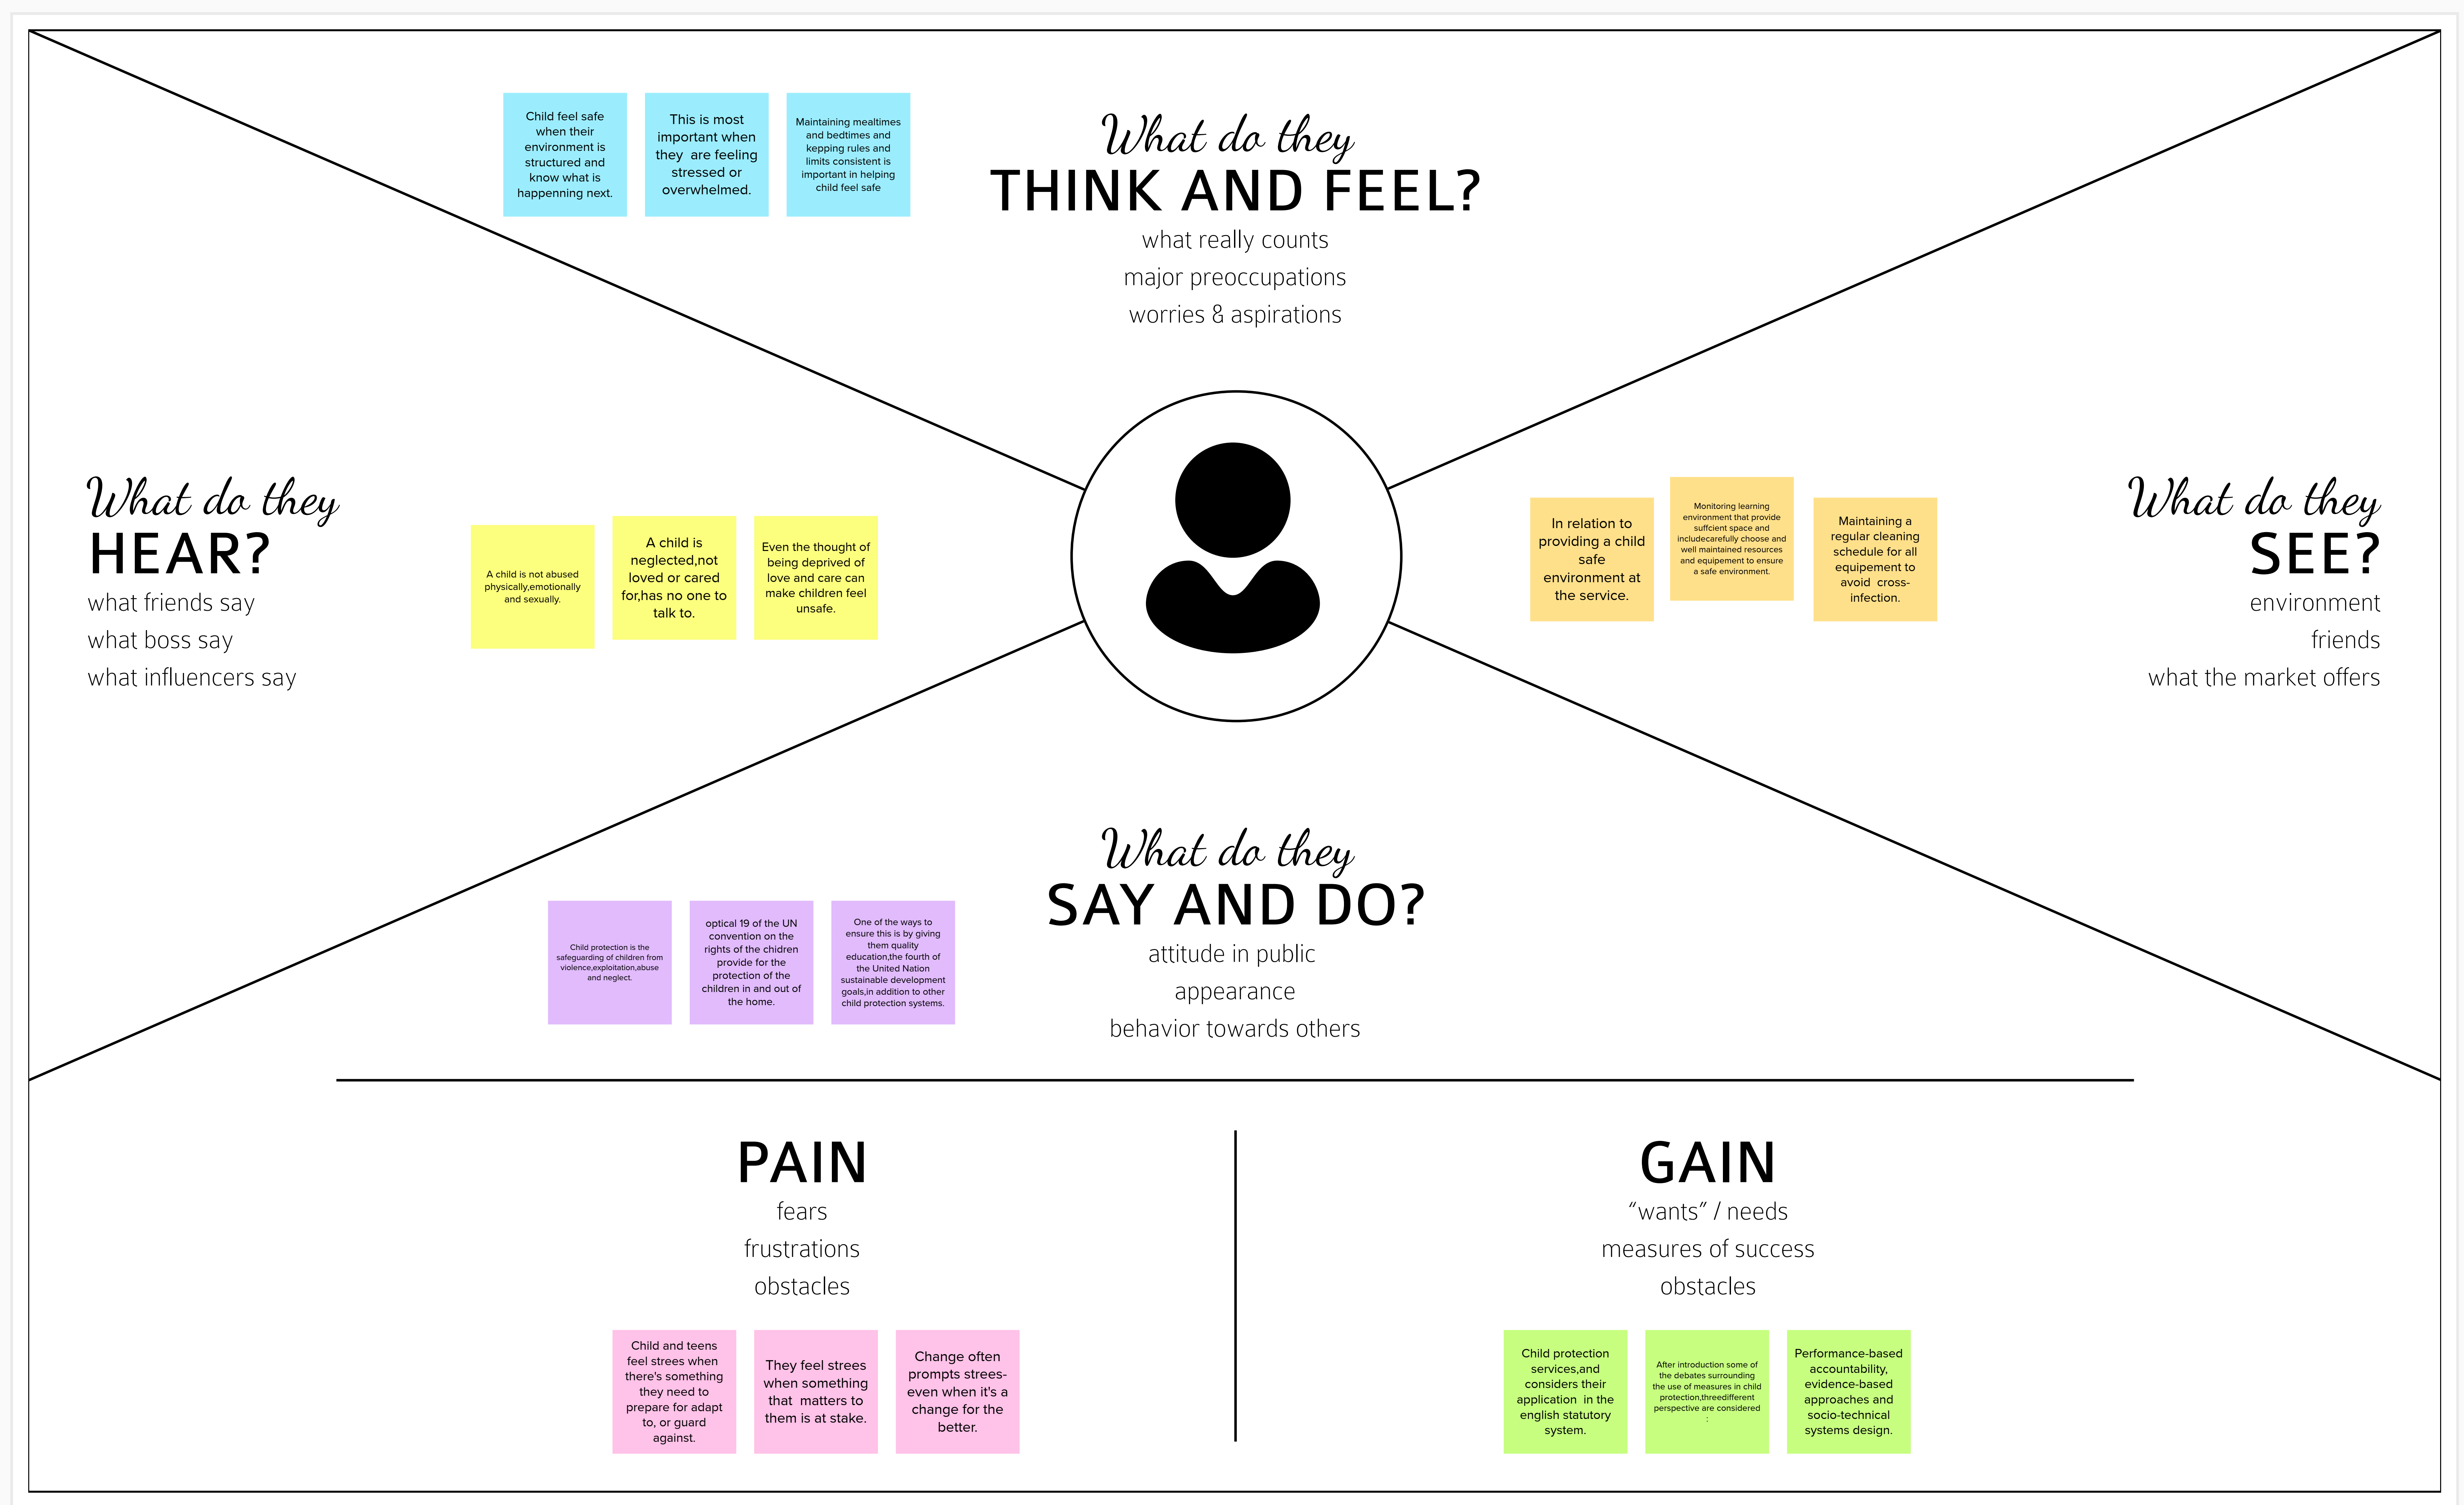 Child feel safe
when their
environment is
structured and
know what is
happenning next.
This is most
important when
they  are feeling
stressed or
overwhelmed.
Maintaining mealtimes
and bedtimes and
kepping rules and
limits consistent is
important in helping
child feel safe
What do they
THINK AND FEEL?
what really counts
major preoccupations
worries & aspirations
What do they
HEAR?
what friends say
what boss say
what influencers say
A child is not abused
physically,emotionally
and sexually.
A child is
neglected,not
loved or cared
for,has no one to
talk to.
Even the thought of
being deprived of
love and care can
make children feel
unsafe.
In relation to
providing a child
safe
environment at
the service.
Monitoring learning
environment that provide
suffcient space and
includecarefully choose and
well maintained resources
and equipement to ensure
a safe environment.
Maintaining a
regular cleaning
schedule for all
equipement to
avoid  cross-
infection.
What do they
SEE?
environment
friends
what the market offers
What do they
SAY AND DO?
attitude in public
appearance
behavior towards others
Child protection is the
safeguarding of children from
violence,exploitation,abuse
and neglect.
optical 19 of the UN
convention on the
rights of the chidren
provide for the
protection of the
children in and out of
the home.
One of the ways to
ensure this is by giving
them quality
education,the fourth of
the United Nation
sustainable development
goals,in addition to other
child protection systems.
PAIN
fears
frustrations
obstacles
Child and teens
feel strees when
there's something
they need to
prepare for adapt
to, or guard
against.
They feel strees
when something
that  matters to
them is at stake.
Change often
prompts strees-
even when it's a
change for the
better.
GAIN
“wants” / needs
measures of success
obstacles
Child protection
services,and
considers their
application  in the
english statutory
system.
After introduction some of
the debates surrounding
the use of measures in child
protection,threedifferent
perspective are considered
:
Performance-based
accountability,
evidence-based
approaches and
socio-technical
systems design.